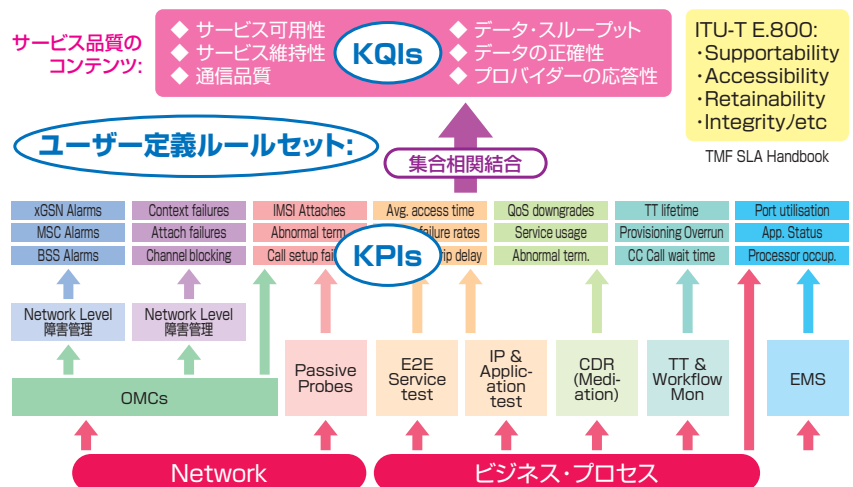 サービス品質の
コンテンツ:
◆ サービス可用性
◆ サービス維持性
◆ 通信品質
KQIs
◆ データ・スループット
◆ データの正確性
◆ プロバイダーの応答性
ITU-T E.800:
・Supportability
・Accessibility
・Retainability
・Integrity/etc
TMF SLA Handbook
ユーザー定義ルールセット:
集合相関結合
xGSN Alarms
MSC Alarms
BSS Alarms
Context failures
Attach failures
Channel blocking
IMSI Attaches
Abnormal term.
Call setup fail
Avg. access time
failure rates
rip delay
KPIs
QoS downgrades
Service usage
Abnormal term.
TT lifetime
Provisioning Overrun
CC Call wait time
Port utilisation
App. Status
Processor occup.
Network Level
障害管理
Network Level
障害管理
OMCs
Passive
Probes
E2E
Service
test
IP &
Applic-
ation
test
CDR
(Medi-
ation)
TT &
Workflow
Mon
EMS
Network
ビジネス・プロセス